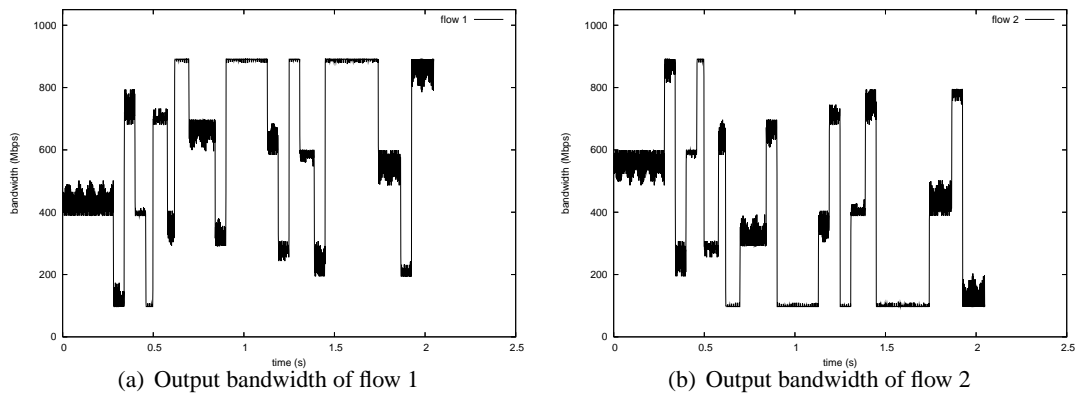 flow 1
1000
800
600
400
200
0
bandwidth (Mbps)
0 0.5 1 1.5 2 2.5
time (s)
(a) Output bandwidth of flow 1
flow 2
1000
800
600
400
200
0
bandwidth (Mbps)
0 0.5 1 1.5 2 2.5
time (s)
(b) Output bandwidth of flow 2